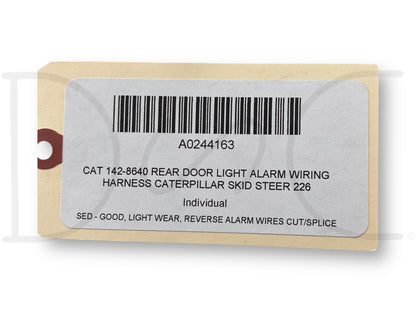 A0244163
CAT 142-8640 REAR DOOR LIGHT ALARM WIRING
HARNESS CATERPILLAR SKID STEER 226
Individual
SED - GOOD, LIGHT WEAR, REVERSE ALARM WIRES CUT/SPLICE